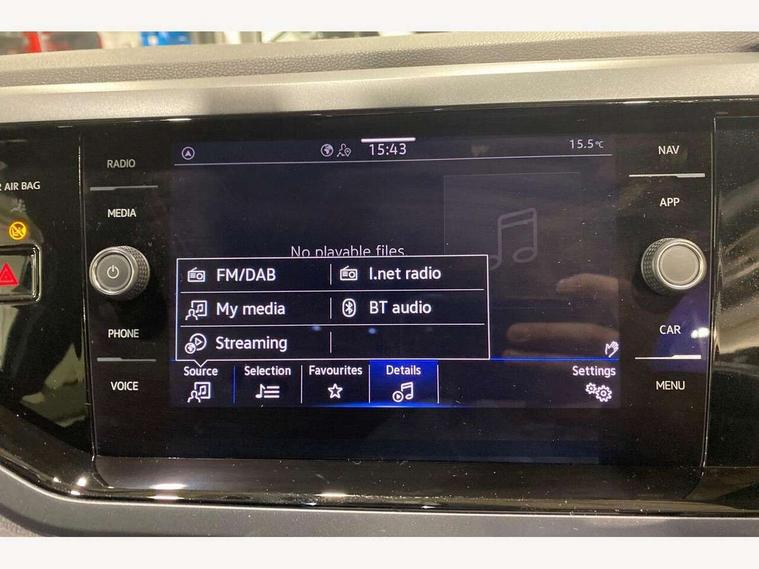 15:43
15.5°C
RADIO
NAV
AIR BAG
MEDIA
APP
No playable files.
FM/DAB
I.net radio
My media
BT audio
Streaming
PHONE
CAR
Source
Selection
Favourites
Details
Settings
VOICE
MENU